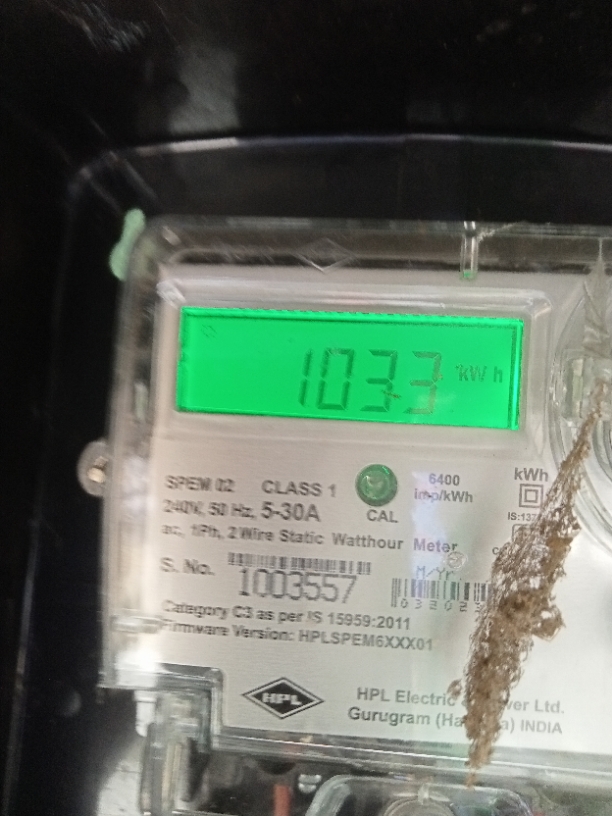 1033 kWh
SPEM 02 CLASS 1
6400 imp/kWh
kWh
240V, 50 Hz, 5-30A
CAL
ac, 1Ph, 2 Wire Static Watthour Meter
S. No.
1003557
M/Yr.
Category C3 as per IS 15959:2011
Firmware Version: HPLSPEM6XXX01
HPL
HPL Electric Ltd.
Gurugram INDIA